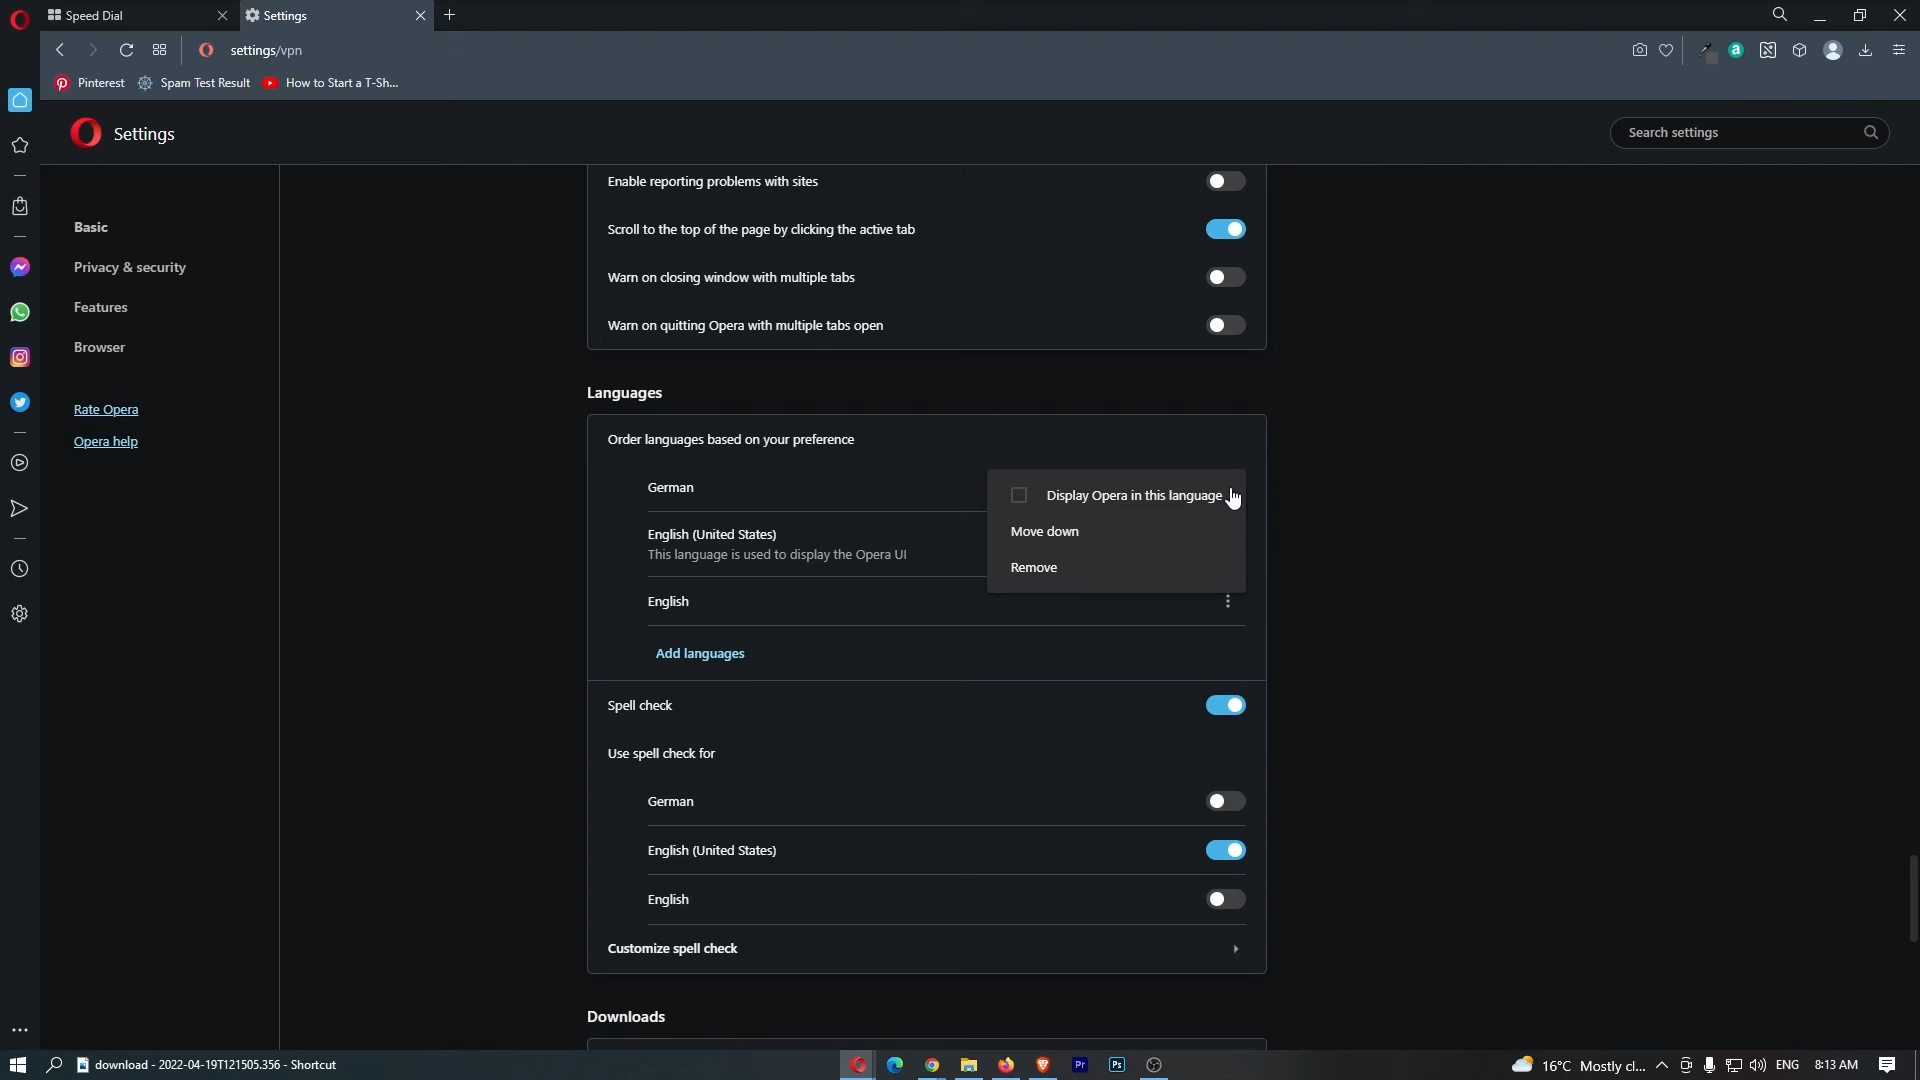 Speed Dial
Settings
settings/vpn
Pinterest
Spam Test Result
How to Start a T-Sh...
Settings
Search settings
Basic
Privacy & security
Features
Browser
Rate Opera
Opera help
Enable reporting problems with sites
Scroll to the top of the page by clicking the active tab
Warn on closing window with multiple tabs
Warn on quitting Opera with multiple tabs open
Languages
Order languages based on your preference
German
Display Opera in this language
Move down
Remove
English (United States)
This language is used to display the Opera UI
English
Add languages
Spell check
Use spell check for
German
English (United States)
English
Customize spell check
Downloads
download - 2022-04-19T121505.356 - Shortcut
Pr
Ps
16°C Mostly cl...
ENG
8:13 AM